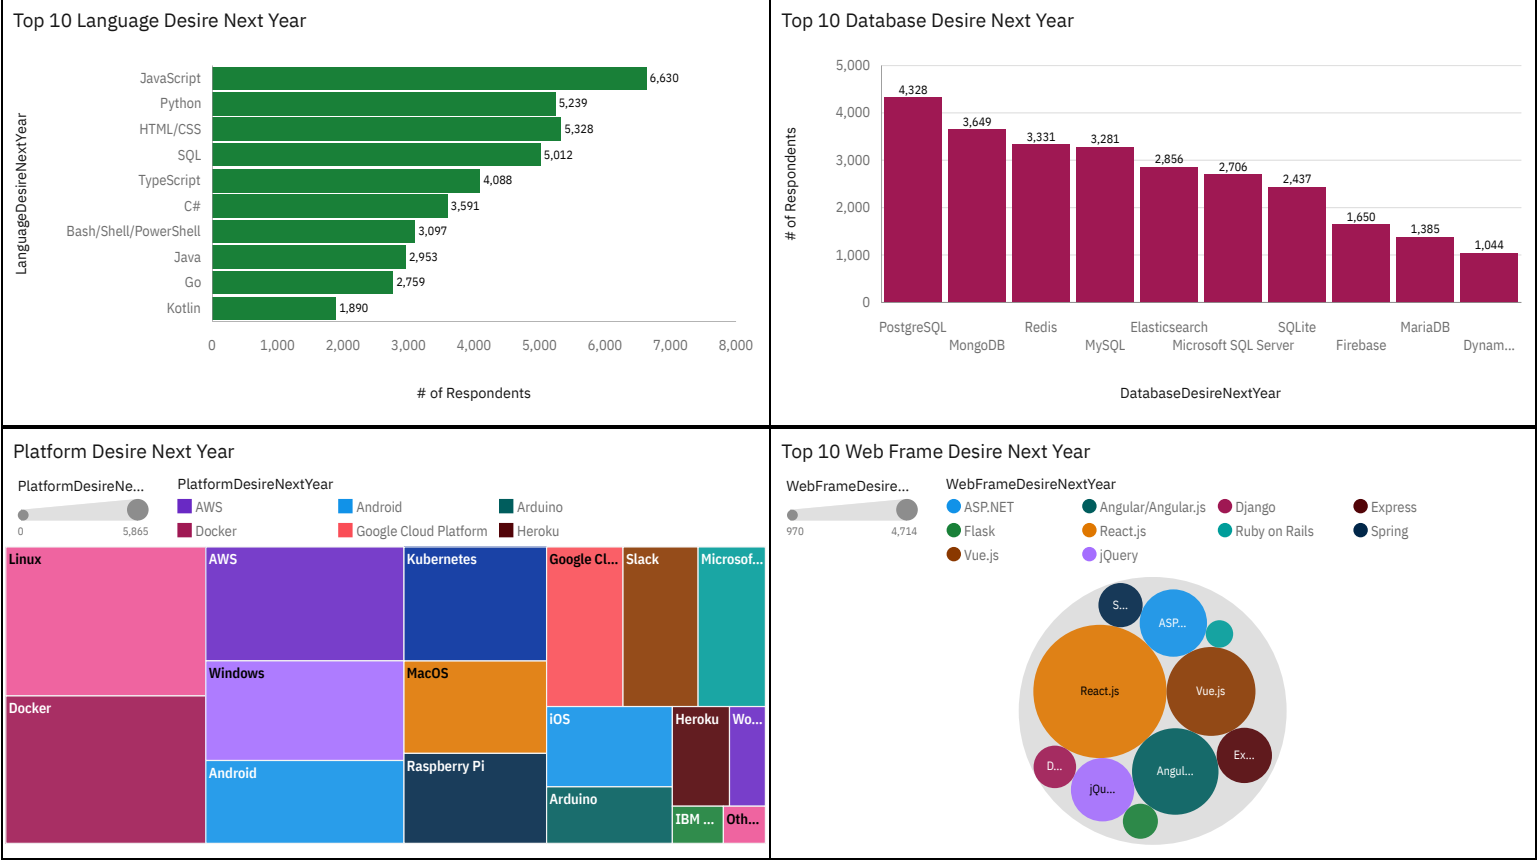 Top 10 Language Desire Next Year
LanguageDesireNextYear
JavaScript 6,630
Python 5,239
HTML/CSS 5,328
SQL 5,012
TypeScript 4,088
C# 3,591
Bash/Shell/PowerShell 3,097
Java 2,953
Go 2,759
Kotlin 1,890
0 1,000 2,000 3,000 4,000 5,000 6,000 7,000 8,000
# of Respondents
Top 10 Database Desire Next Year
# of Respondents
5,000
4,000
3,000
2,000
1,000
0
4,328 3,649 3,331 3,281 2,856 2,706 2,437 1,650 1,385 1,044
PostgreSQL Redis Elasticsearch SQLite MariaDB
MongoDB MySQL Microsoft SQL Server Firebase Dynam...
DatabaseDesireNextYear
Platform Desire Next Year
PlatformDesireNe...
0 5,865
PlatformDesireNextYear
AWS Android Arduino
Docker Google Cloud Platform Heroku
Linux AWS Kubernetes Google Cl... Slack Microsof...
Windows MacOS
Docker iOS Heroku Wo...
Android Raspberry Pi
Arduino IBM ... Oth...
Top 10 Web Frame Desire Next Year
WebFrameDesire...
970 4,714
WebFrameDesireNextYear
ASP.NET Angular/Angular.js Django Express
Flask React.js Ruby on Rails Spring
Vue.js jQuery
S... ASP...
React.js Vue.js
D... Angul... Ex...
jQu...